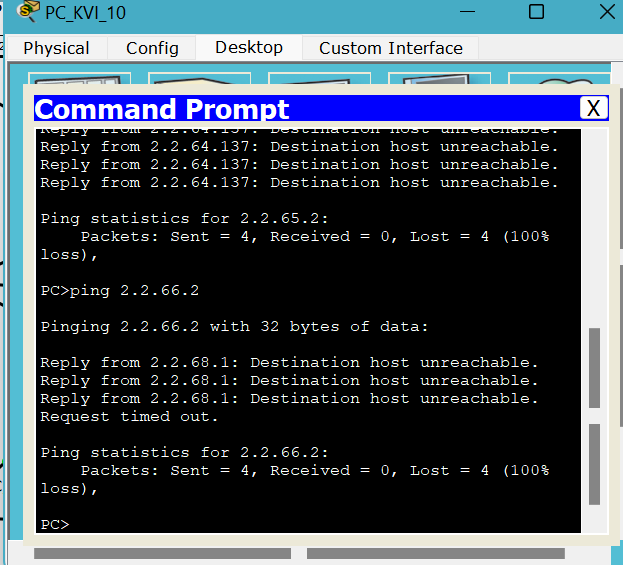 PC_KVI_10
Physical Config Desktop Custom Interface
Command Prompt X
Reply from 2.2.64.137: Destination host unreachable.
Reply from 2.2.64.137: Destination host unreachable.
Reply from 2.2.64.137: Destination host unreachable.
Reply from 2.2.64.137: Destination host unreachable.
Ping statistics for 2.2.65.2:
Packets: Sent = 4, Received = 0, Lost = 4 (100%
loss),
PC>ping 2.2.66.2
Pinging 2.2.66.2 with 32 bytes of data:
Reply from 2.2.68.1: Destination host unreachable.
Reply from 2.2.68.1: Destination host unreachable.
Reply from 2.2.68.1: Destination host unreachable.
Request timed out.
Ping statistics for 2.2.66.2:
Packets: Sent = 4, Received = 0, Lost = 4 (100%
loss),
PC>